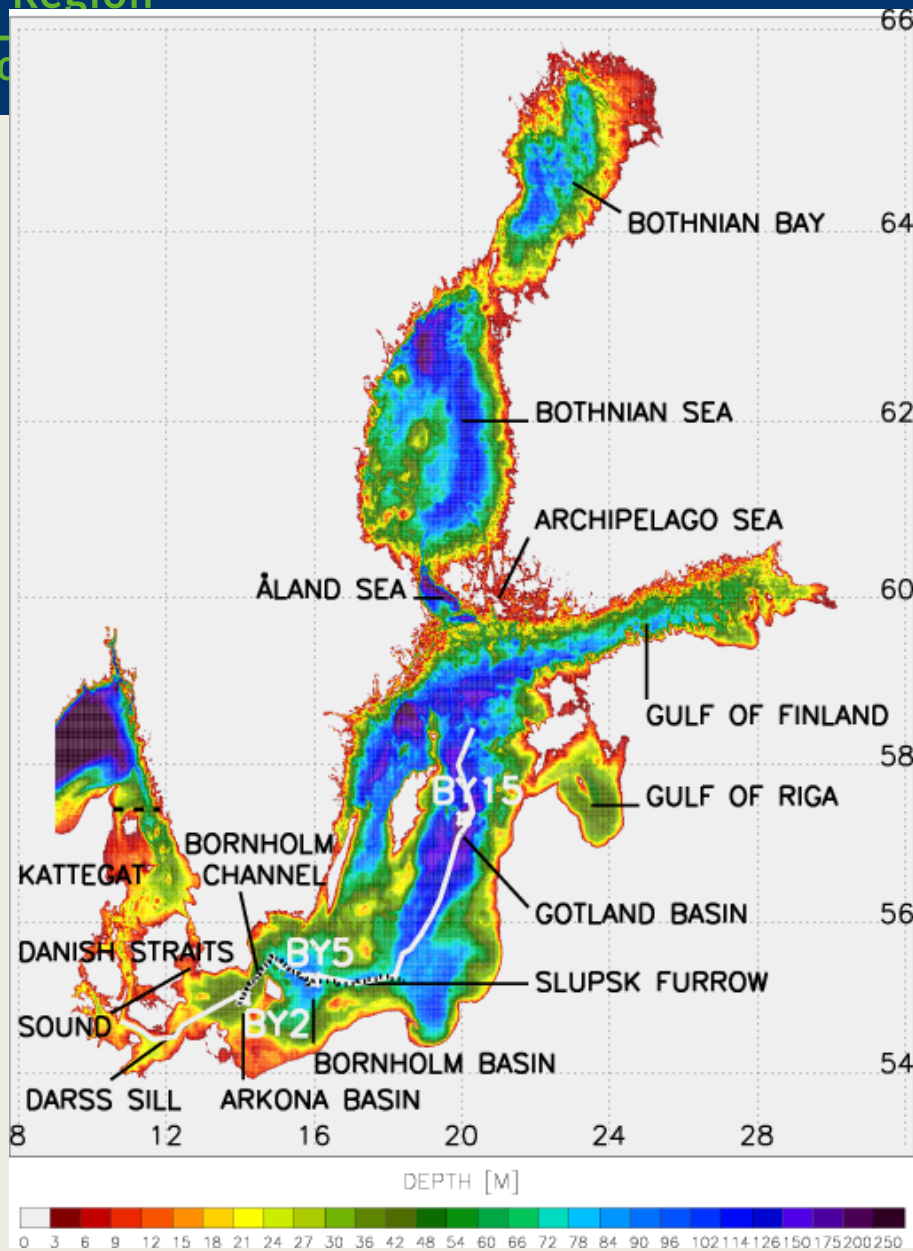 Region
66
BOTHNIAN BAY
64
BOTHNIAN SEA
62
ARCHIPELAGO SEA
ÅLAND SEA
60
GULF OF FINLAND
58
BY15
GULF OF RIGA
BORNHOLM
CHANNEL
KATTEGAT
GOTLAND BASIN
56
DANISH STRAITS
BY5
SLUPSK FURROW
SOUND
BY2
BORNHOLM BASIN
54
DARSS SILL
ARKONA BASIN
8 12 16 20 24 28
DEPTH [M]
0 3 6 9 12 15 18 21 24 27 30 36 42 48 54 60 66 72 78 84 90 96 102 114 126 150 175 200 250